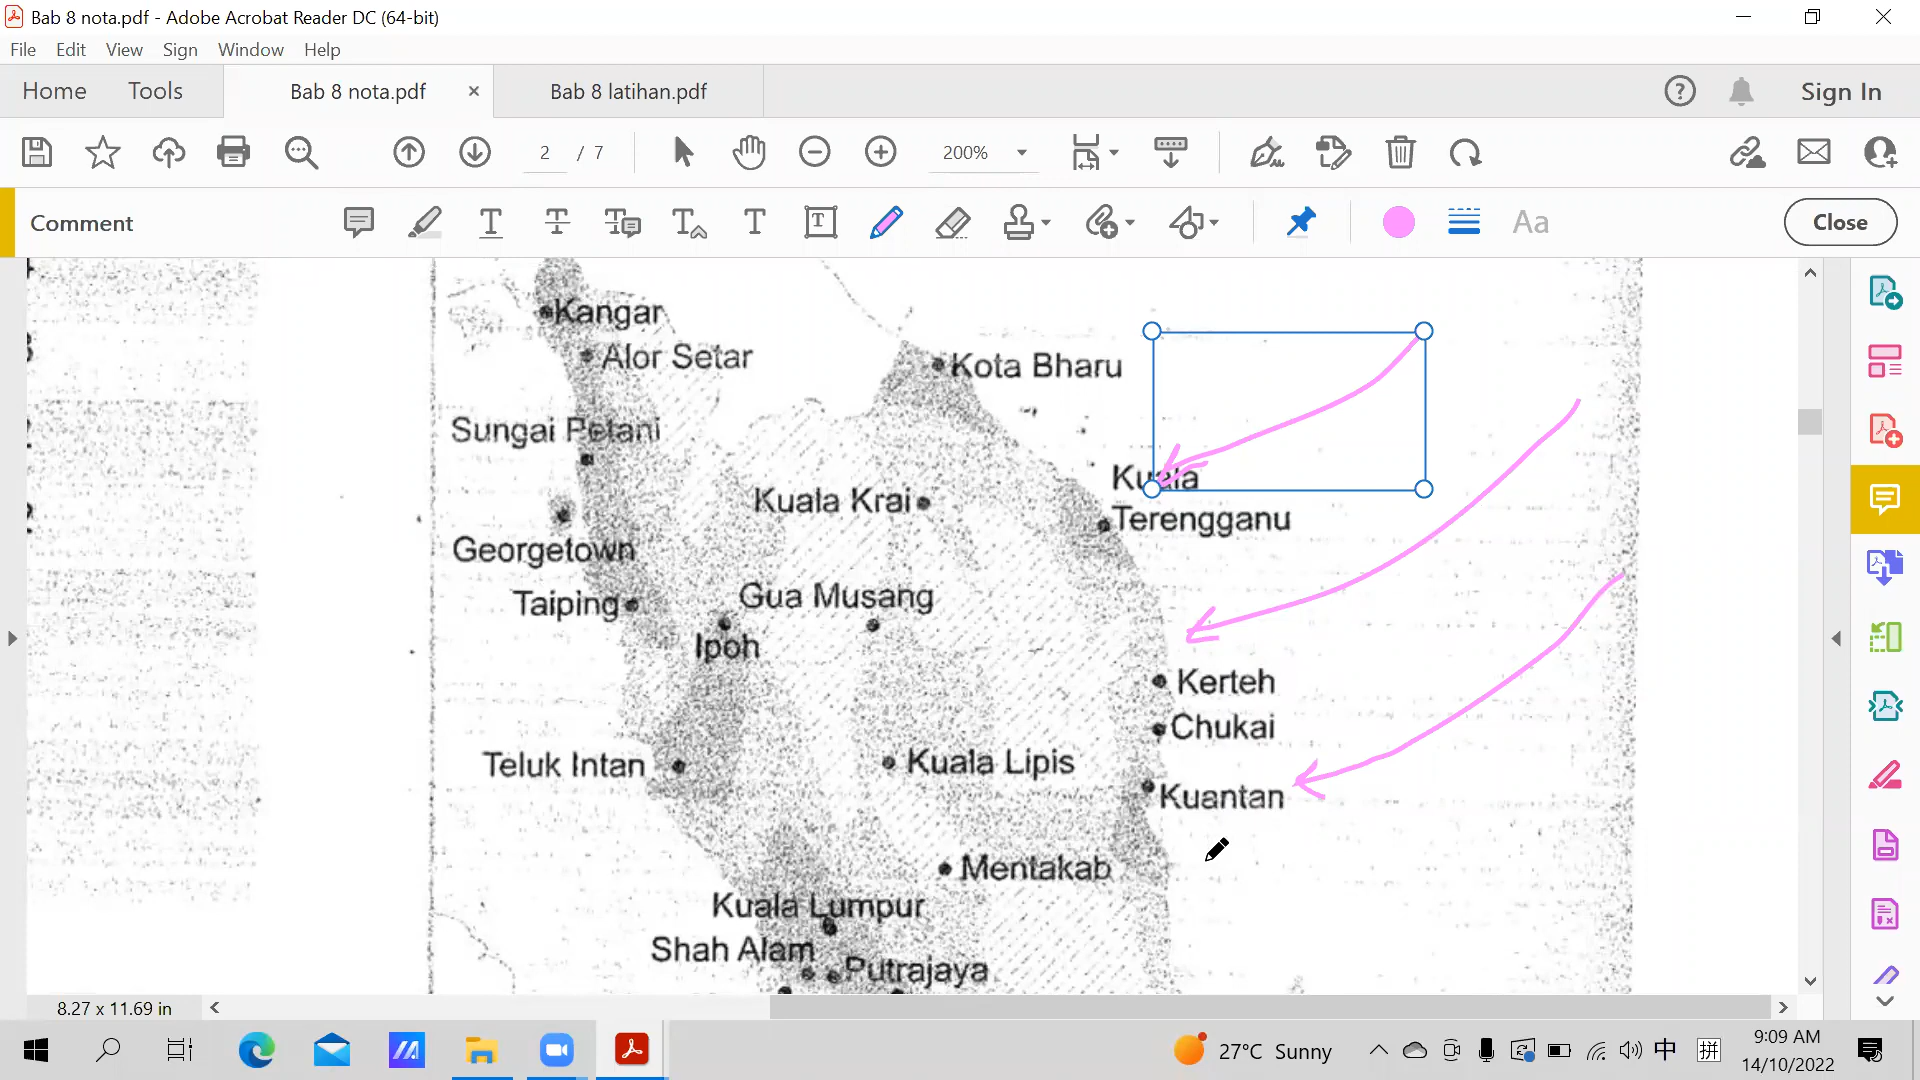 Bab 8 nota.pdf - Adobe Acrobat Reader DC (64-bit)
File Edit View Sign Window Help
Home Tools Bab 8 nota.pdf × Bab 8 latihan.pdf Sign In
2 / 7 200%
Comment Aa Close
Kangar
Alor Setar
Kota Bharu
Sungai Petani
Kuala
Terengganu
Kuala Krai
Georgetown
Taiping
Gua Musang
Ipoh
Kerteh
Chukai
Teluk Intan
Kuala Lipis
Kuantan
Mentakab
Kuala Lumpur
Shah Alam
Putrajaya
8.27 x 11.69 in
27°C Sunny 中 拼 9:09 AM
14/10/2022